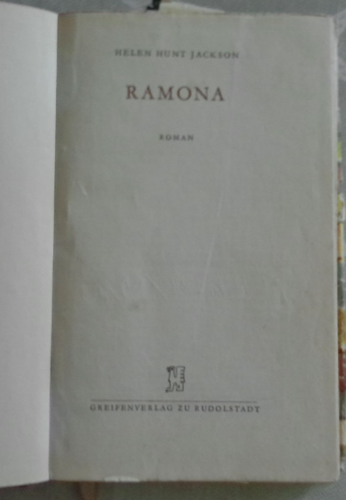 HELEN HUNT JACKSON
RAMONA
ROMAN
GREIFENVERLAG ZU RUDOLSTADT